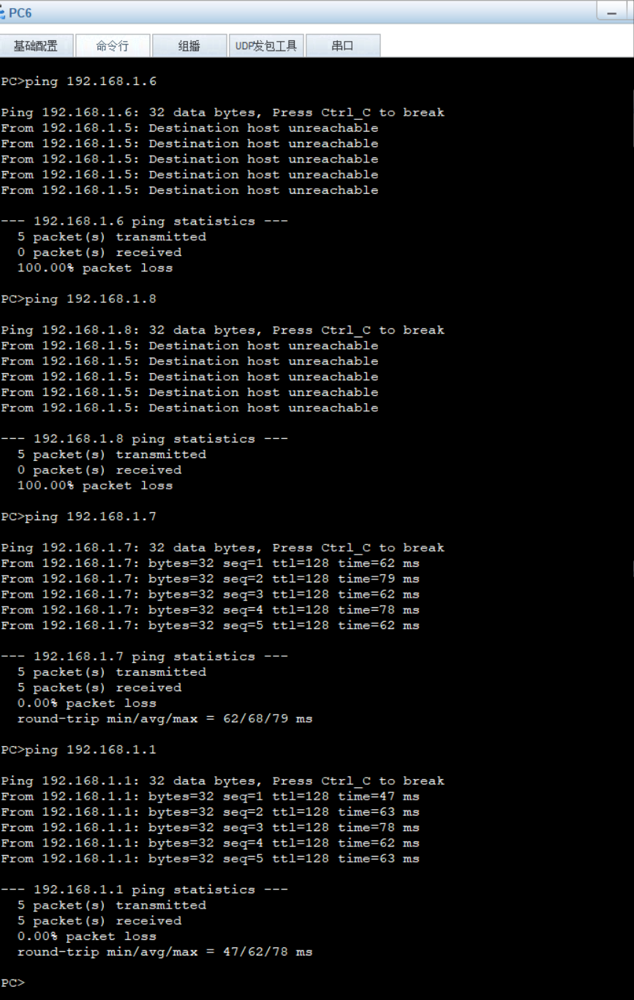 PC6
基础配置 命令行 组播 UDP发包工具 串口
PC>ping 192.168.1.6
Ping 192.168.1.6: 32 data bytes, Press Ctrl_C to break
From 192.168.1.5: Destination host unreachable
From 192.168.1.5: Destination host unreachable
From 192.168.1.5: Destination host unreachable
From 192.168.1.5: Destination host unreachable
From 192.168.1.5: Destination host unreachable
--- 192.168.1.6 ping statistics ---
5 packet(s) transmitted
0 packet(s) received
100.00% packet loss
PC>ping 192.168.1.8
Ping 192.168.1.8: 32 data bytes, Press Ctrl_C to break
From 192.168.1.5: Destination host unreachable
From 192.168.1.5: Destination host unreachable
From 192.168.1.5: Destination host unreachable
From 192.168.1.5: Destination host unreachable
From 192.168.1.5: Destination host unreachable
--- 192.168.1.8 ping statistics ---
5 packet(s) transmitted
0 packet(s) received
100.00% packet loss
PC>ping 192.168.1.7
Ping 192.168.1.7: 32 data bytes, Press Ctrl_C to break
From 192.168.1.7: bytes=32 seq=1 ttl=128 time=62 ms
From 192.168.1.7: bytes=32 seq=2 ttl=128 time=79 ms
From 192.168.1.7: bytes=32 seq=3 ttl=128 time=62 ms
From 192.168.1.7: bytes=32 seq=4 ttl=128 time=78 ms
From 192.168.1.7: bytes=32 seq=5 ttl=128 time=62 ms
--- 192.168.1.7 ping statistics ---
5 packet(s) transmitted
5 packet(s) received
0.00% packet loss
round-trip min/avg/max = 62/68/79 ms
PC>ping 192.168.1.1
Ping 192.168.1.1: 32 data bytes, Press Ctrl_C to break
From 192.168.1.1: bytes=32 seq=1 ttl=128 time=47 ms
From 192.168.1.1: bytes=32 seq=2 ttl=128 time=63 ms
From 192.168.1.1: bytes=32 seq=3 ttl=128 time=78 ms
From 192.168.1.1: bytes=32 seq=4 ttl=128 time=62 ms
From 192.168.1.1: bytes=32 seq=5 ttl=128 time=63 ms
--- 192.168.1.1 ping statistics ---
5 packet(s) transmitted
5 packet(s) received
0.00% packet loss
round-trip min/avg/max = 47/62/78 ms
PC>